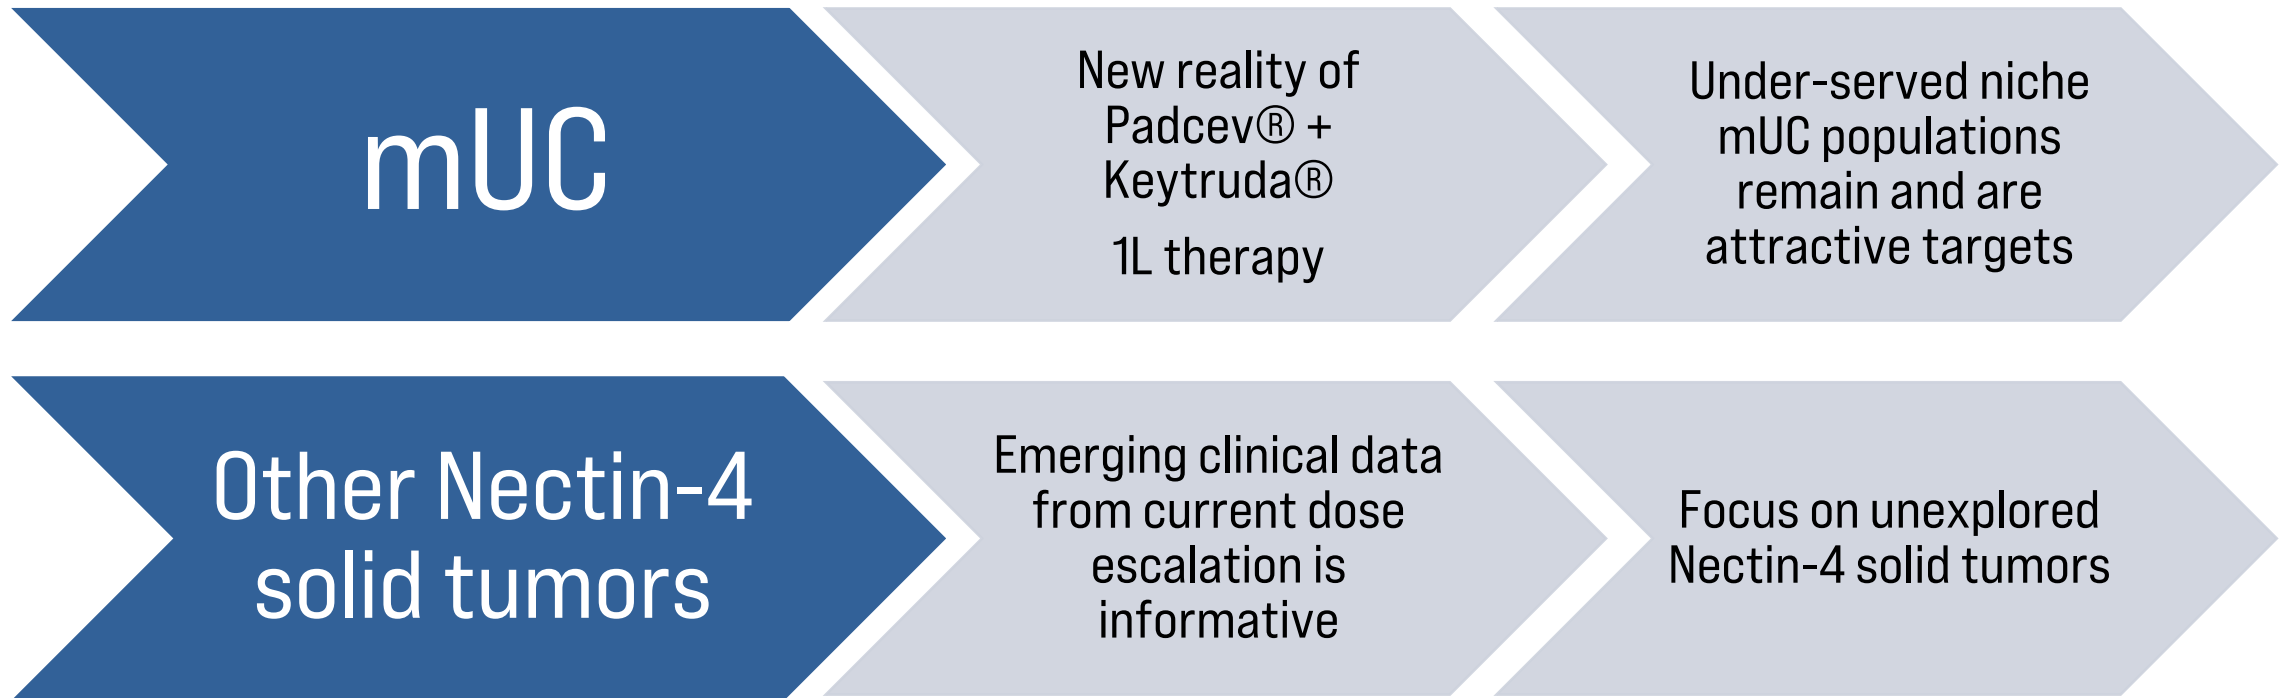 mUC
New reality of
Padcev® +
Keytruda®
1L therapy
Under-served niche
mUC populations
remain and are
attractive targets
Other Nectin-4
solid tumors
Emerging clinical data
from current dose
escalation is
informative
Focus on unexplored
Nectin-4 solid tumors